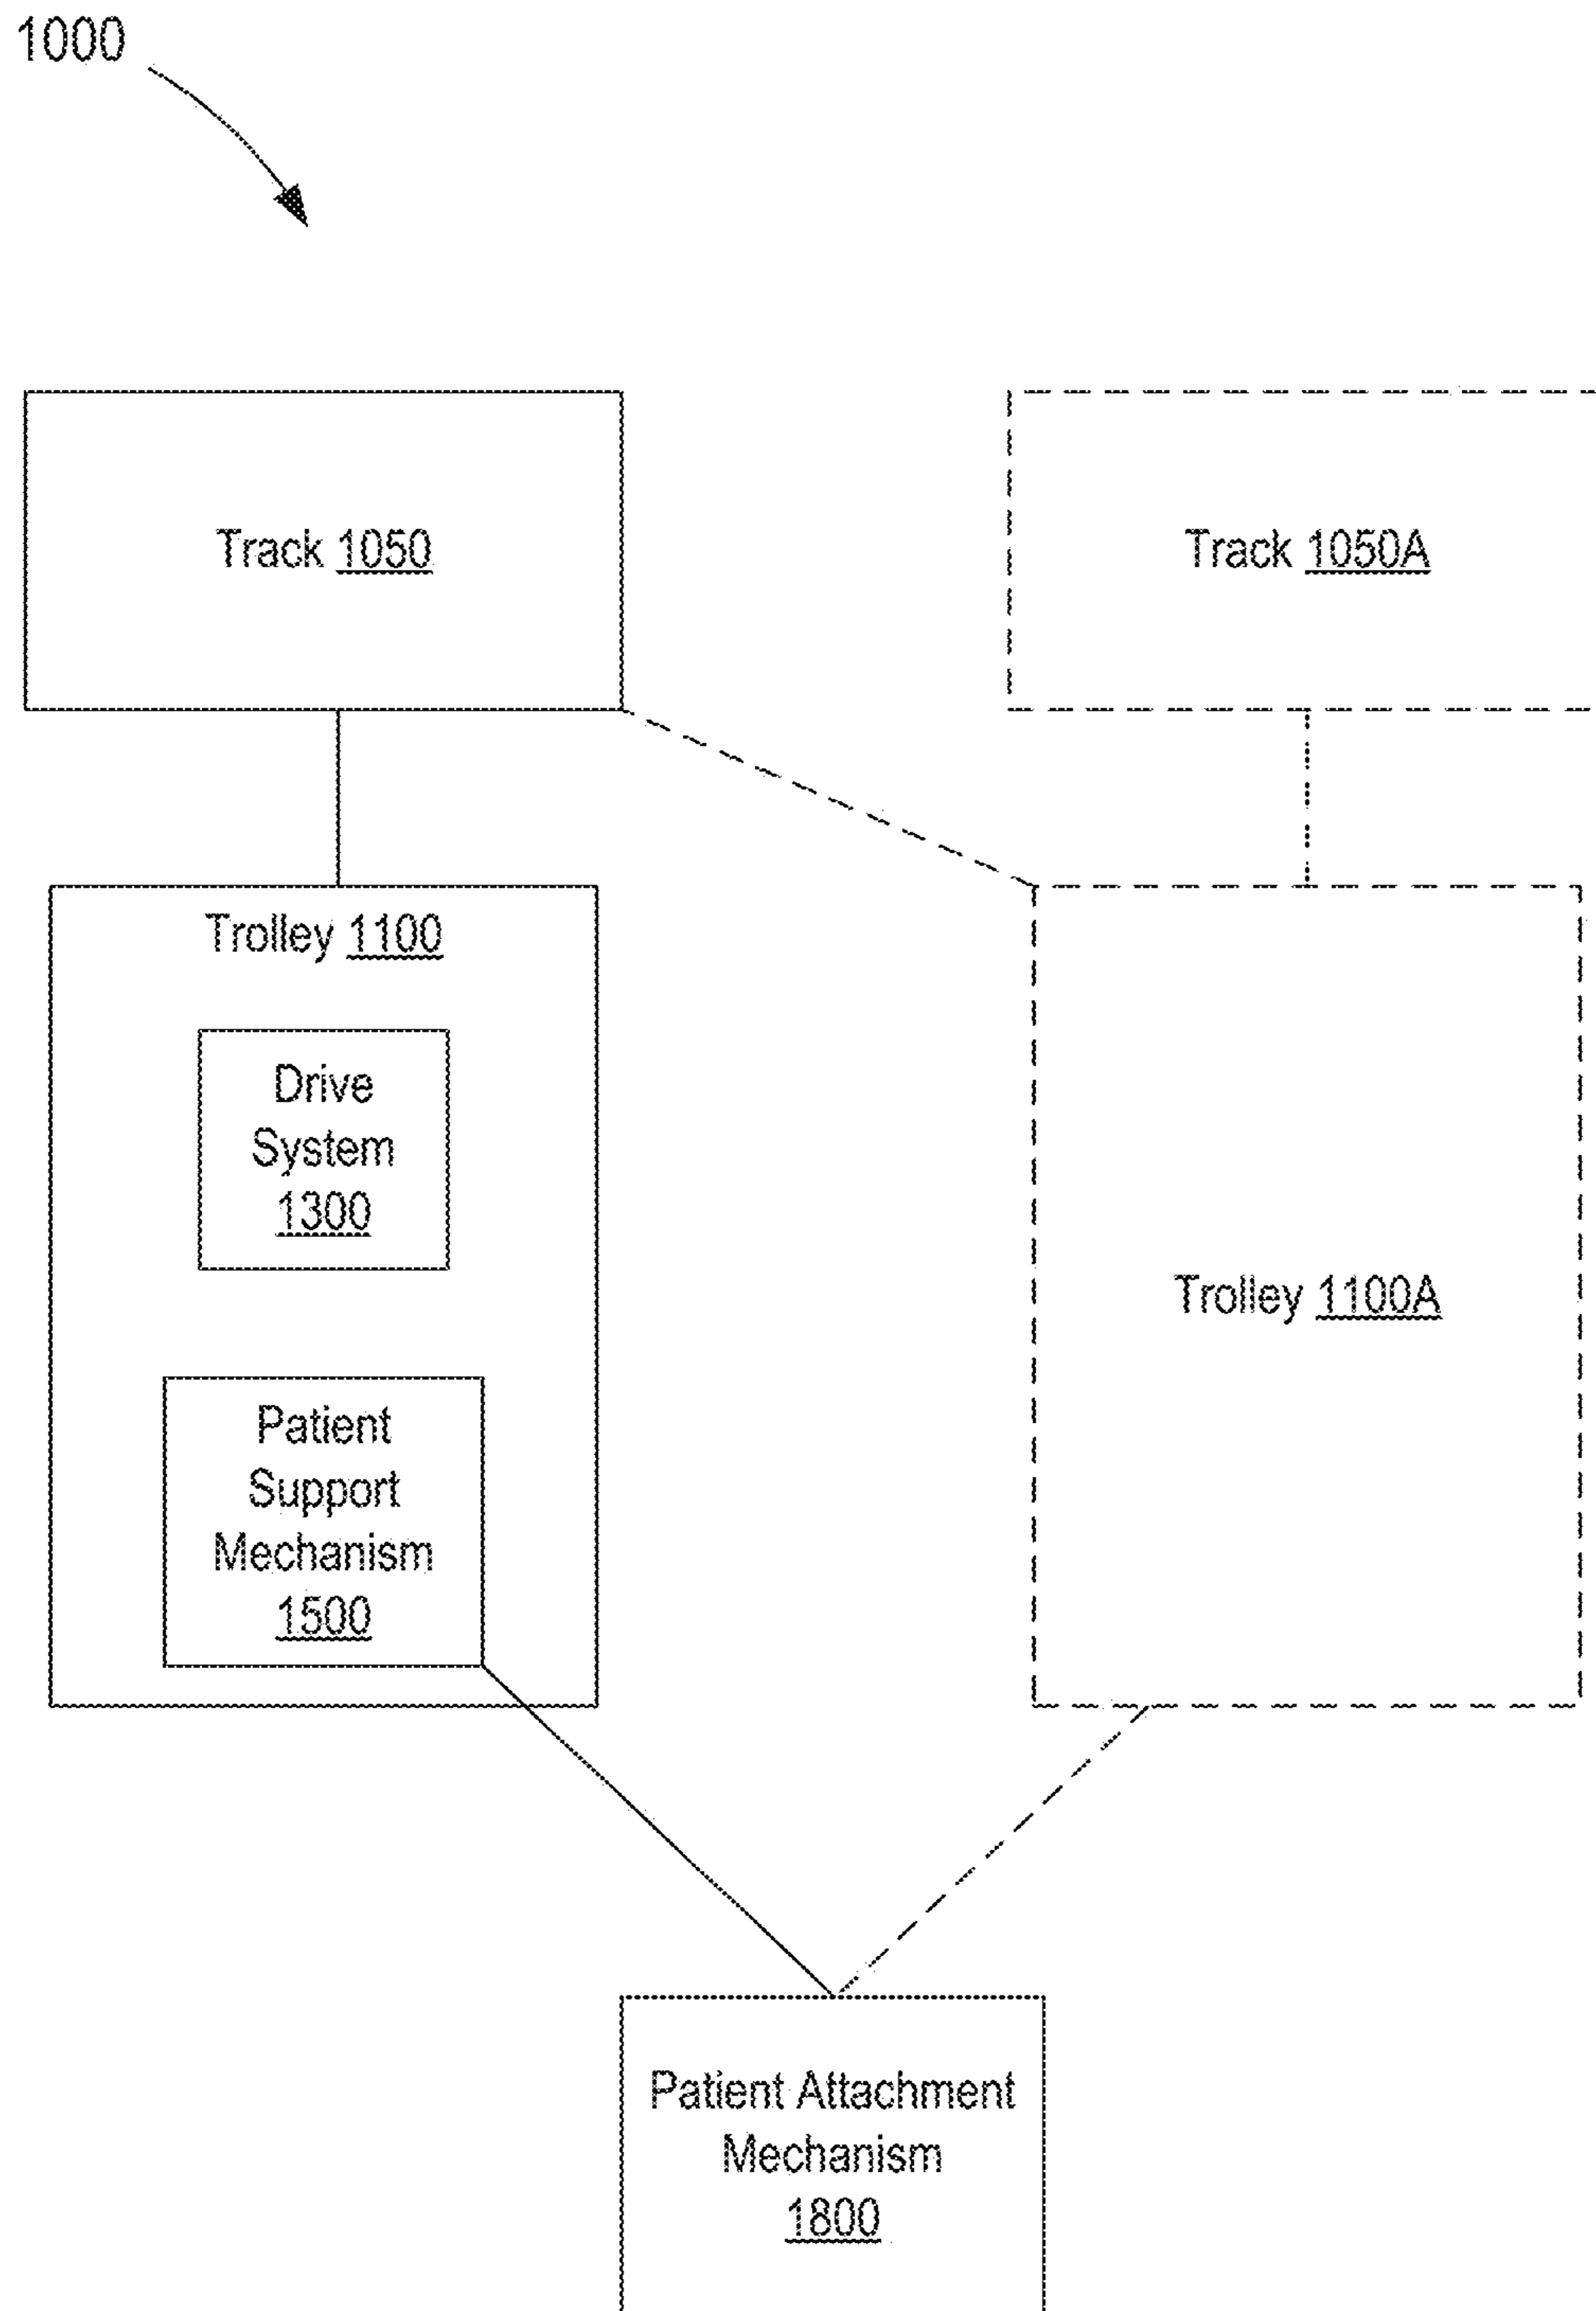 1000
Track 1050
Track 1050A
Trolley 1100
Drive
System
1300
Patient
Support
Mechanism
1500
Trolley 1100A
Patient Attachment
Mechanism
1800